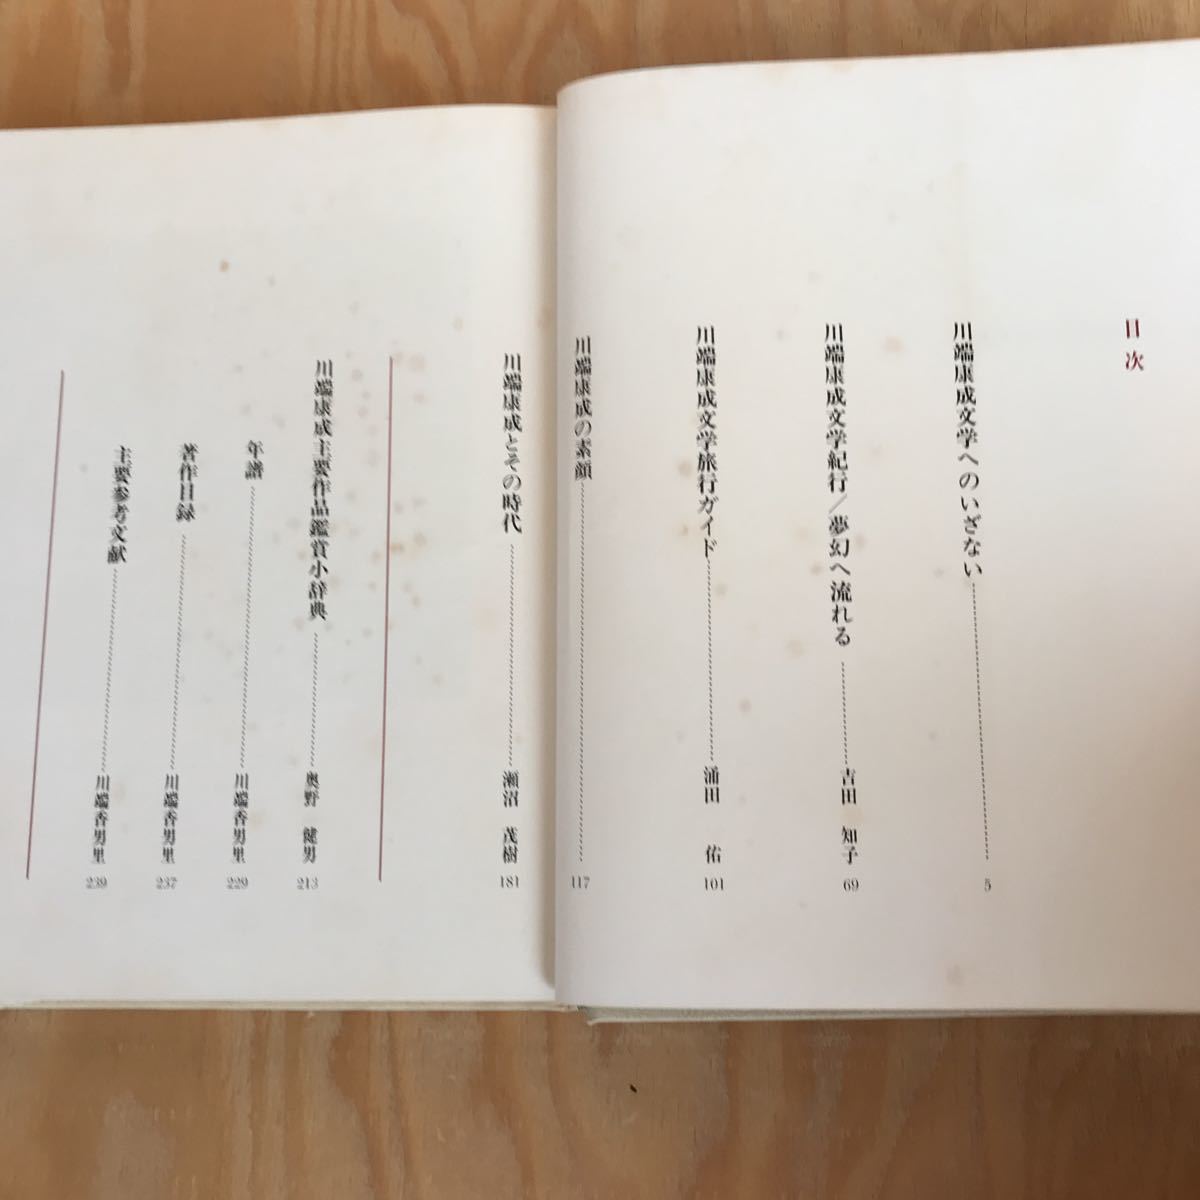 目次
川端康成文学へのいざない 5
川端康成文学紀行／夢幻へ流れる 吉田 知子 69
川端康成文学旅行ガイド 涌田 佑 101
川端康成の素顔 117
川端康成とその時代 瀬沼 茂樹 181
川端康成主要作品鑑賞小辞典 奥野 健男 213
年譜 川端香男里 229
著作目録 川端香男里 237
主要参考文献 川端香男里 239